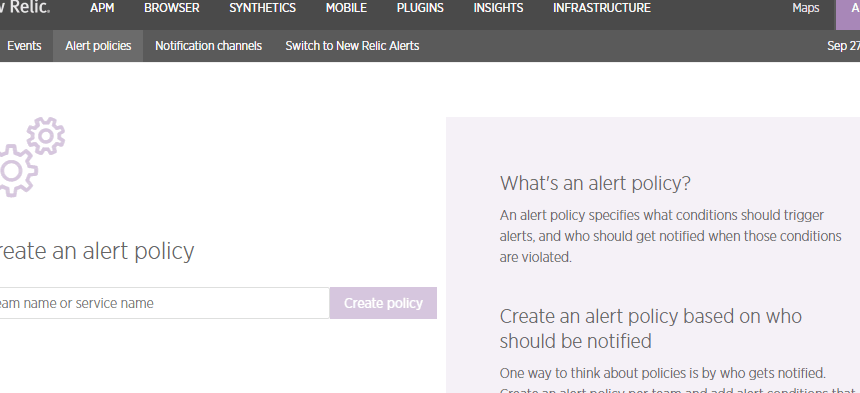 Relic. APM BROWSER SYNTHETICS MOBILE PLUGINS INSIGHTS INFRASTRUCTURE Maps A
Events Alert policies Notification channels Switch to New Relic Alerts Sep 27
What's an alert policy?
An alert policy specifies what conditions should trigger
alerts, and who should get notified when those conditions
are violated.
reate an alert policy
eam name or service name Create policy
Create an alert policy based on who
should be notified
One way to think about policies is by who gets notified.
Create an alert policy per team and add alert conditions that